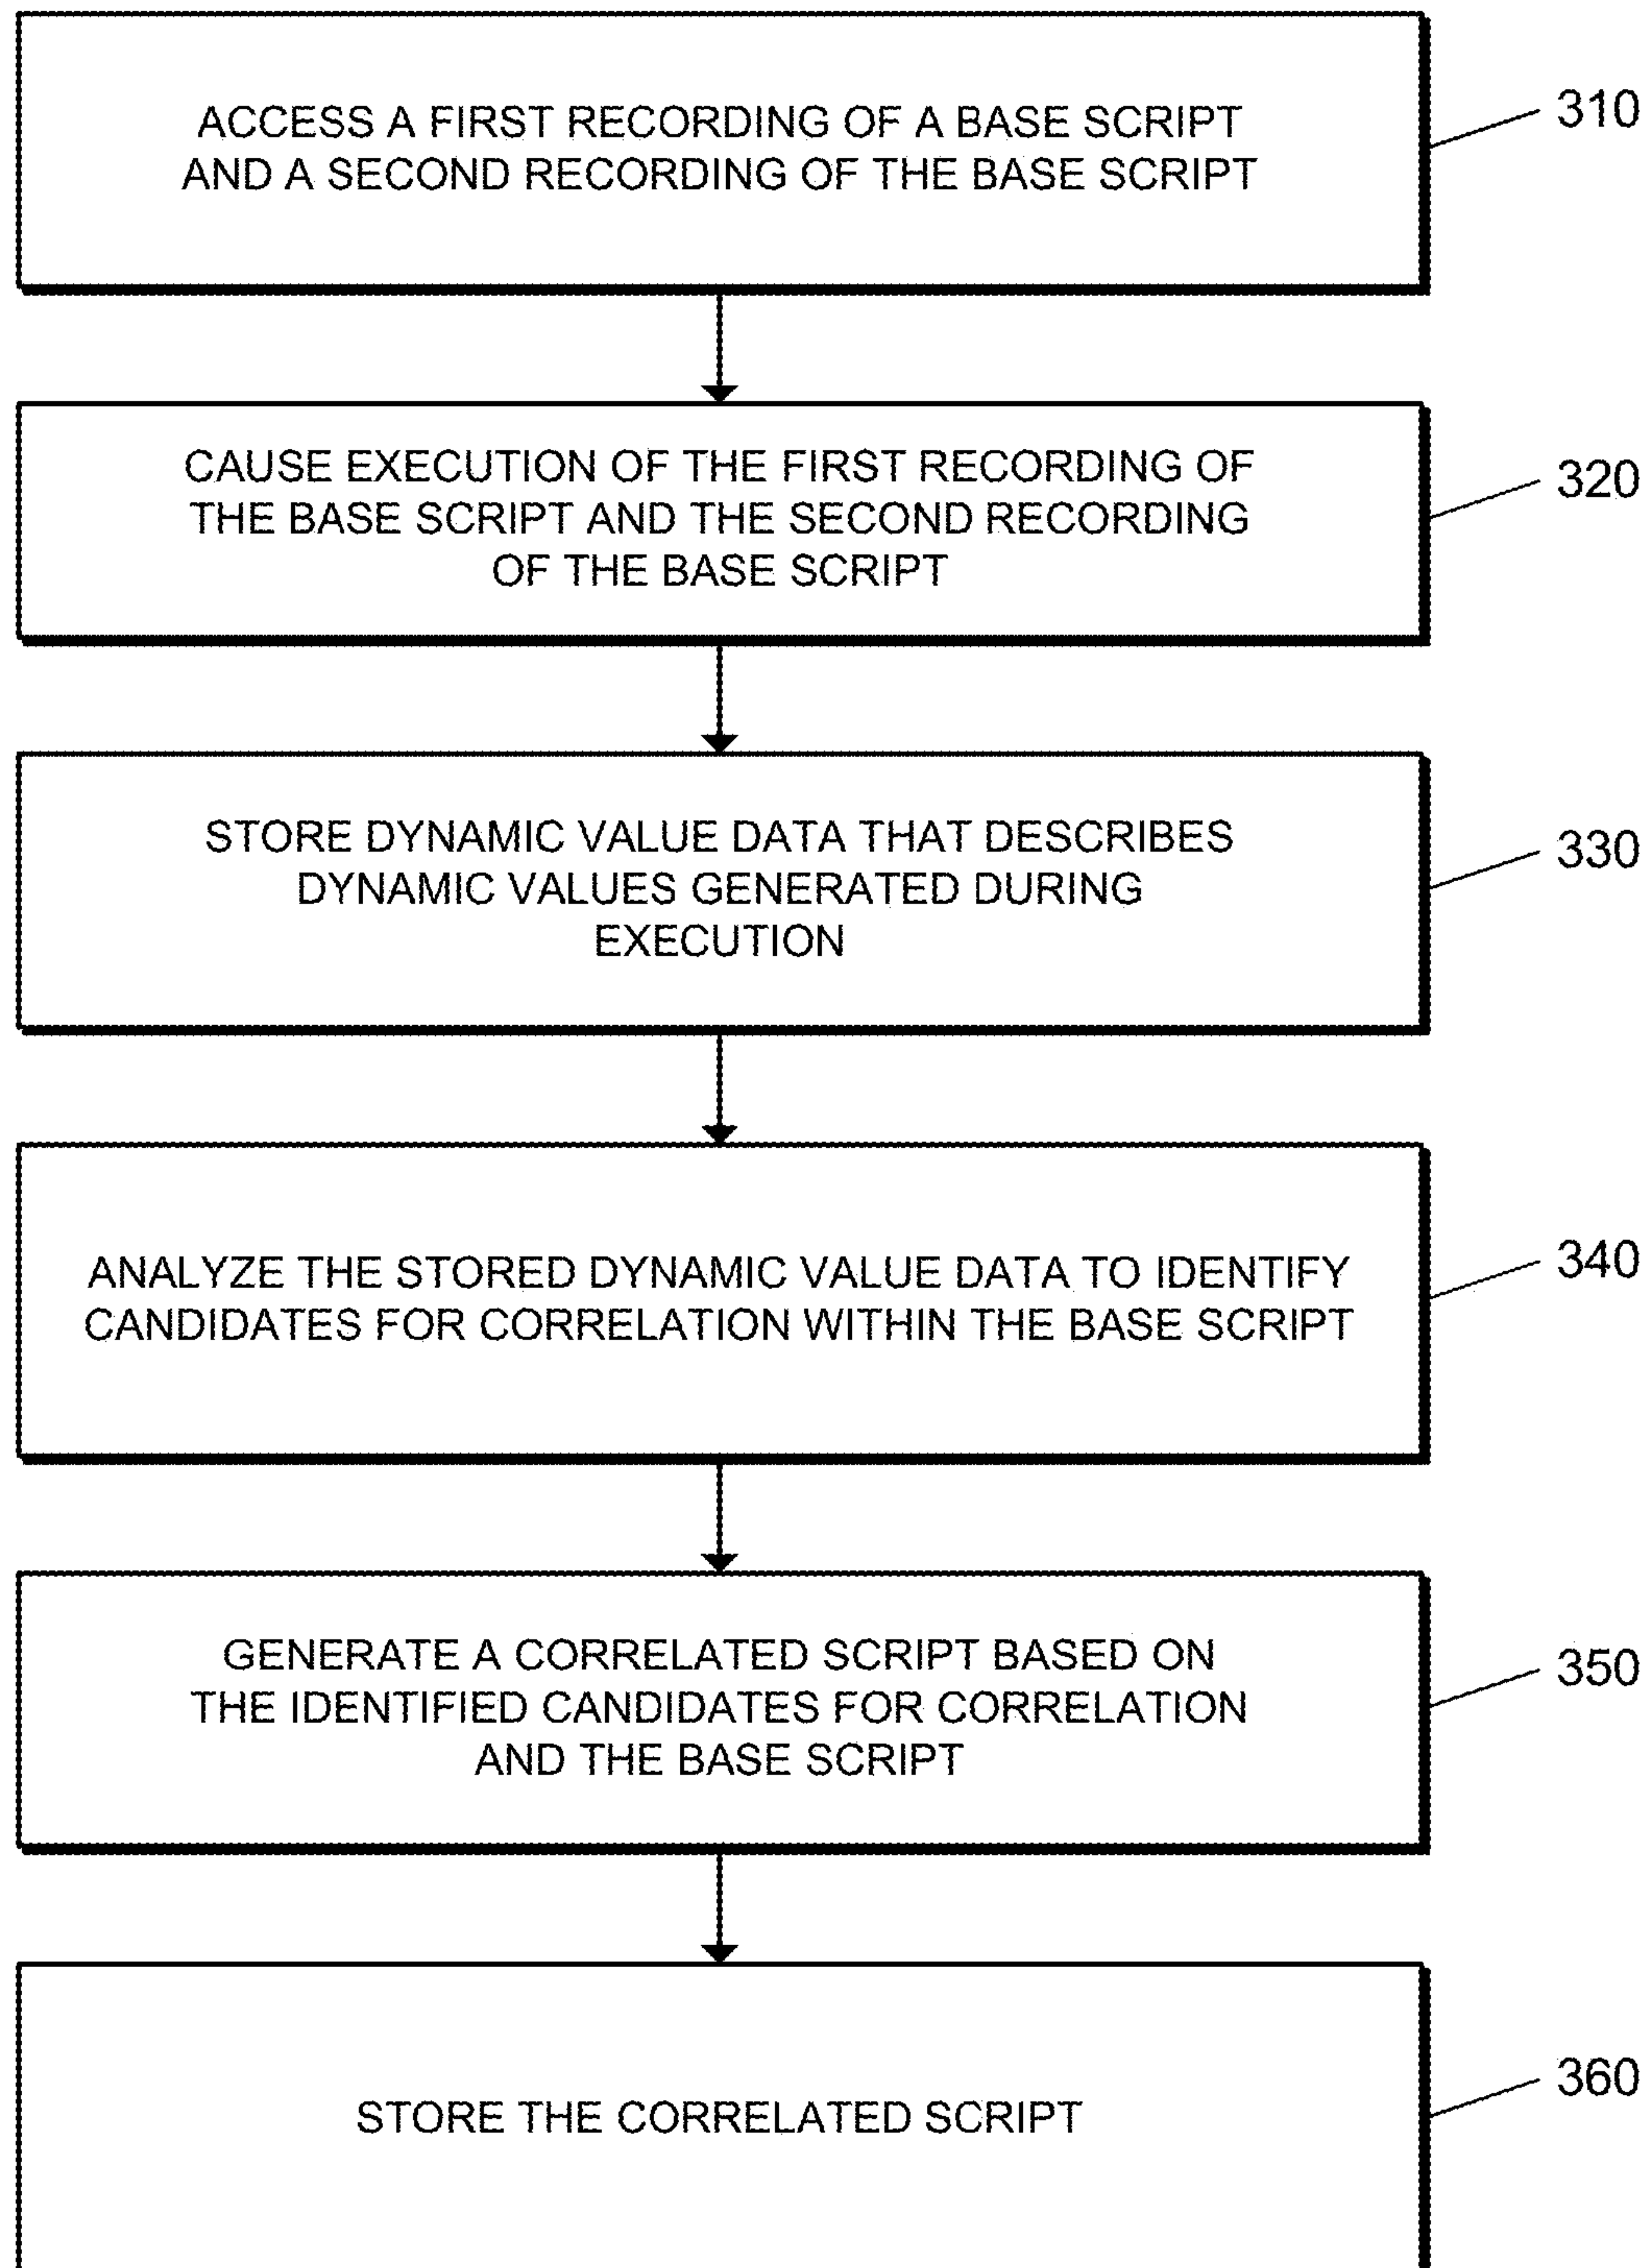 ACCESS A FIRST RECORDING OF A BASE SCRIPT
AND A SECOND RECORDING OF THE BASE SCRIPT
310
CAUSE EXECUTION OF THE FIRST RECORDING OF
THE BASE SCRIPT AND THE SECOND RECORDING
OF THE BASE SCRIPT
320
STORE DYNAMIC VALUE DATA THAT DESCRIBES
DYNAMIC VALUES GENERATED DURING
EXECUTION
330
ANALYZE THE STORED DYNAMIC VALUE DATA TO IDENTIFY
CANDIDATES FOR CORRELATION WITHIN THE BASE SCRIPT
340
GENERATE A CORRELATED SCRIPT BASED ON
THE IDENTIFIED CANDIDATES FOR CORRELATION
AND THE BASE SCRIPT
350
STORE THE CORRELATED SCRIPT
360